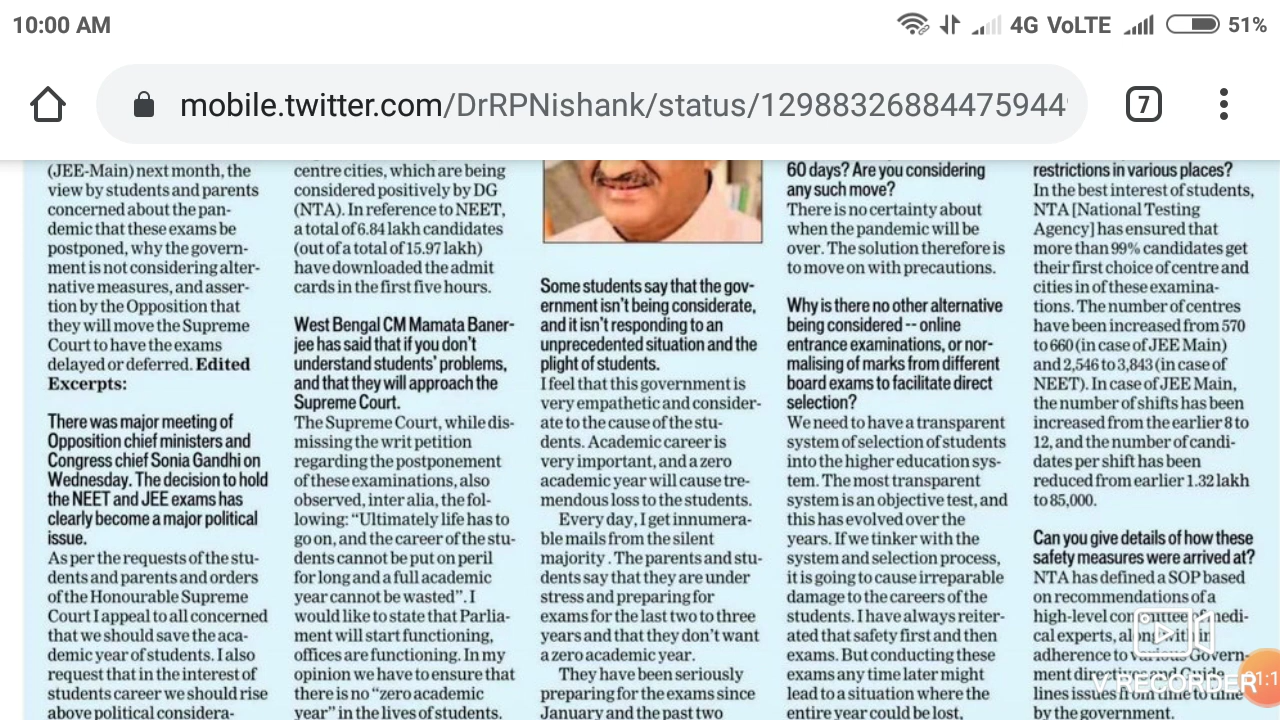 10:00 AM
4G VoLTE
51%
mobile.twitter.com/DrRPNishank/status/1298832688447594449
7
(JEE-Main) next month, the
view by students and parents
concerned about the pan-
demic that these exams be
postponed, why the govern-
ment is not considering alter-
native measures, and asser-
tion by the Opposition that
they will move the Supreme
Court to have the exams
delayed or deferred. Edited
Excerpts:
There was major meeting of
Opposition chief ministers and
Congress chief Sonia Gandhi on
Wednesday. The decision to hold
the NEET and JEE exams has
clearly become a major political
issue.
As per the requests of the stu-
dents and parents and orders
of the Honourable Supreme
Court I appeal to all concerned
that we should save the aca-
demic year of students. I also
request that in the interest of
students career we should rise
above political considera-
centre cities, which are being
considered positively by DG
(NTA). In reference to NEET,
a total of 6.84 lakh candidates
(out of a total of 15.97 lakh)
have downloaded the admit
cards in the first five hours.
West Bengal CM Mamata Baner-
jee has said that if you don't
understand students' problems,
and that they will approach the
Supreme Court.
The Supreme Court, while dis-
missing the writ petition
regarding the postponement
of these examinations, also
observed, inter alia, the fol-
lowing: “Ultimately life has to
go on, and the career of the stu-
dents cannot be put on peril
for long and a full academic
year cannot be wasted”. I
would like to state that Parlia-
ment will start functioning,
offices are functioning. In my
opinion we have to ensure that
there is no “zero academic
year” in the lives of students.
Some students say that the gov-
ernment isn't being considerate,
and it isn't responding to an
unprecedented situation and the
plight of students.
I feel that this government is
very empathetic and consider-
ate to the cause of the stu-
dents. Academic career is
very important, and a zero
academic year will cause tre-
mendous loss to the students.
Every day, I get innumera-
ble mails from the silent
majority . The parents and stu-
dents say that they are under
stress and preparing for
exams for the last two to three
years and that they don't want
a zero academic year.
They have been seriously
preparing for the exams since
January and the past two
60 days? Are you considering
any such move?
There is no certainty about
when the pandemic will be
over. The solution therefore is
to move on with precautions.
Why is there no other alternative
being considered -- online
entrance examinations, or nor-
malising of marks from different
board exams to facilitate direct
selection?
We need to have a transparent
system of selection of students
into the higher education sys-
tem. The most transparent
system is an objective test, and
this has evolved over the
years. If we tinker with the
system and selection process,
it is going to cause irreparable
damage to the careers of the
students. I have always reiter-
ated that safety first and then
exams. But conducting these
exams any time later might
lead to a situation where the
entire year could be lost,
restrictions in various places?
In the best interest of students,
NTA [National Testing
Agency] has ensured that
more than 99% candidates get
their first choice of centre and
cities in of these examina-
tions. The number of centres
have been increased from 570
to 660 (in case of JEE Main)
and 2,546 to 3,843 (in case of
NEET). In case of JEE Main,
the number of shifts has been
increased from the earlier 8 to
12, and the number of candi-
dates per shift has been
reduced from earlier 1.32 lakh
to 85,000.
Can you give details of how these
safety measures were arrived at?
NTA has defined a SOP based
on recommendations of a
high-level committee of medi-
cal experts, along with in
adherence to various Govern-
ment directives and Guide-
lines issues from time to time
by the government.
V RECORDER
01:1